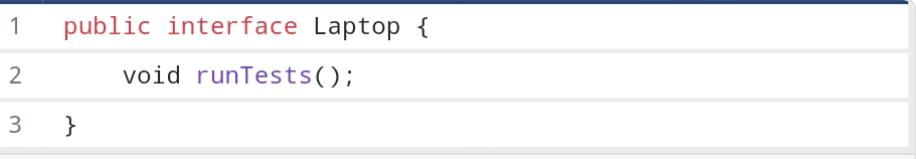 1 public interface Laptop {
2     void runTests();
3 }